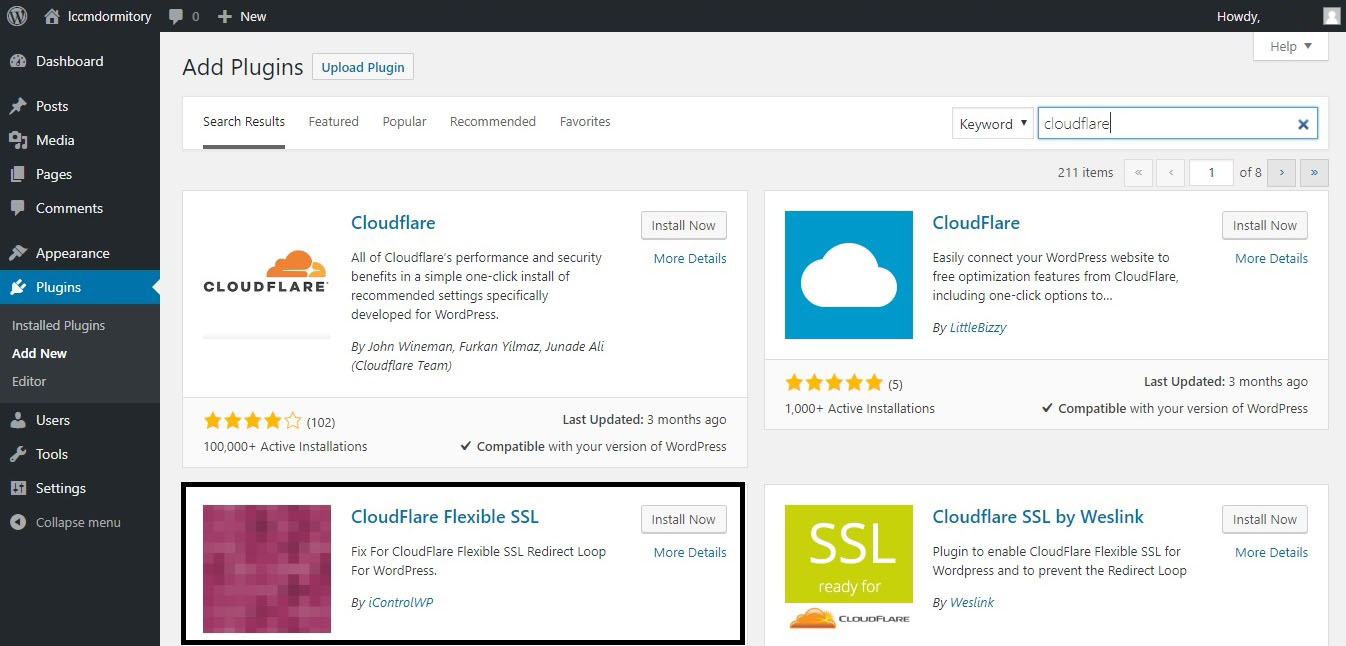 lccmdormitory 0 New Howdy,
Help
Dashboard
Posts
Media
Pages
Comments
Appearance
Plugins
Installed Plugins
Add New
Editor
Users
Tools
Settings
Collapse menu
Add Plugins Upload Plugin
Search Results Featured Popular Recommended Favorites Keyword cloudflare
211 items « ‹ 1 of 8 › »
CLOUDFLARE
Cloudflare
Install Now
More Details
All of Cloudflare's performance and security
benefits in a simple one-click install of
recommended settings specifically
developed for WordPress.
By John Wineman, Furkan Yilmaz, Junade Ali
(Cloudflare Team)
(102)
Last Updated: 3 months ago
100,000+ Active Installations
Compatible with your version of WordPress
CloudFlare
Install Now
More Details
Easily connect your WordPress website to
free optimization features from CloudFlare,
including one-click options to...
By LittleBizzy
(5)
Last Updated: 3 months ago
1,000+ Active Installations
Compatible with your version of WordPress
CloudFlare Flexible SSL
Install Now
More Details
Fix For CloudFlare Flexible SSL Redirect Loop
For WordPress.
By iControlWP
SSL
ready for
CLOUDFLARE
Cloudflare SSL by Weslink
Install Now
More Details
Plugin to enable CloudFlare Flexible SSL for
Wordpress and to prevent the Redirect Loop
By Weslink